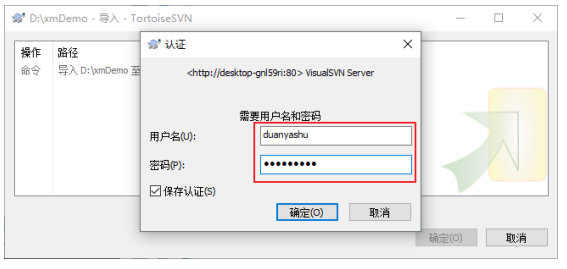 D:\xmDemo - 导入 - TortoiseSVN
操作
路径
命令
导入 D:\xmDemo 至
认证
<http://desktop-gnl59ri:80> VisualSVN Server
需要用户名和密码
用户名(U):
duanyashu
密码(P):
●●●●●●●●●
保存认证(S)
确定(O)
取消
确定(O)
取消